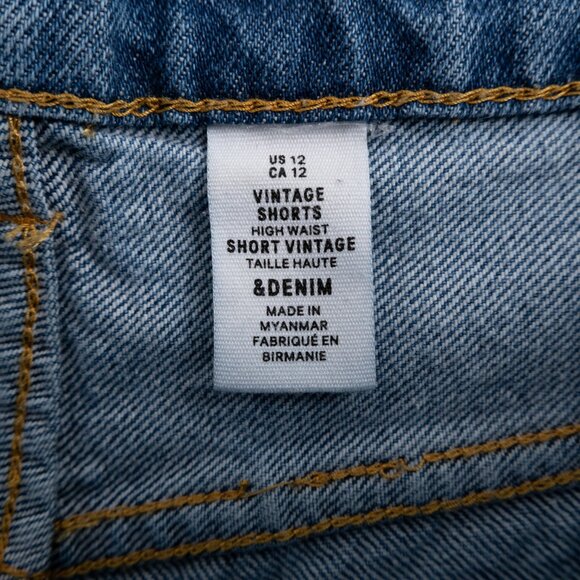 US 12
CA 12
VINTAGE
SHORTS
HIGH WAIST
SHORT VINTAGE
TAILLE HAUTE
&DENIM
MADE IN
MYANMAR
FABRIQUÉ EN
BIRMANIE